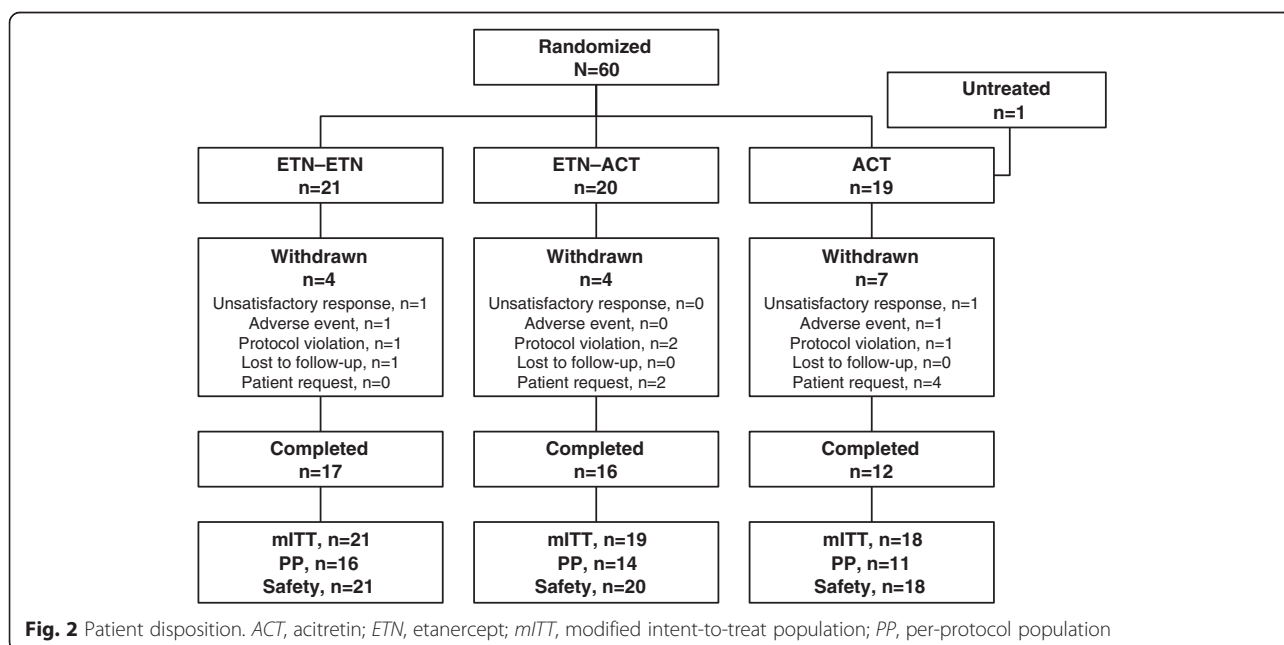 Randomized
N=60
Untreated
n=1
ETN–ETN
n=21
ETN–ACT
n=20
ACT
n=19
Withdrawn
n=4
Unsatisfactory response, n=1
Adverse event, n=1
Protocol violation, n=1
Lost to follow-up, n=1
Patient request, n=0
Withdrawn
n=4
Unsatisfactory response, n=0
Adverse event, n=0
Protocol violation, n=2
Lost to follow-up, n=0
Patient request, n=2
Withdrawn
n=7
Unsatisfactory response, n=1
Adverse event, n=1
Protocol violation, n=1
Lost to follow-up, n=0
Patient request, n=4
Completed
n=17
Completed
n=16
Completed
n=12
mITT, n=21
PP, n=16
Safety, n=21
mITT, n=19
PP, n=14
Safety, n=20
mITT, n=18
PP, n=11
Safety, n=18
Fig. 2 Patient disposition. ACT, acitretin; ETN, etanercept; mITT, modified intent-to-treat population; PP, per-protocol population